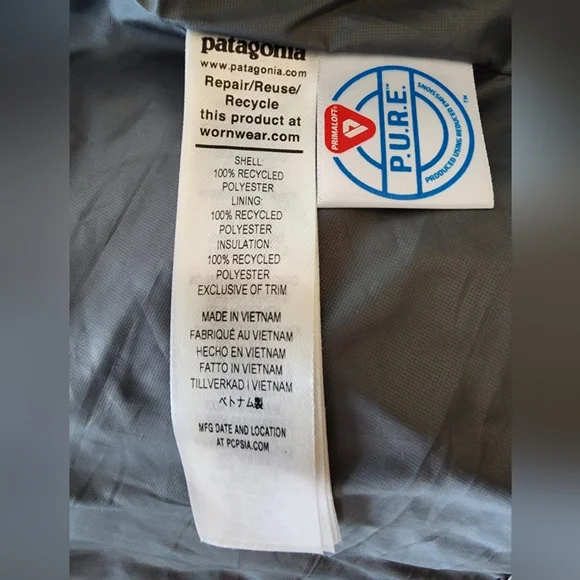 patagonia
www.patagonia.com
Repair/Reuse/
Recycle
this product at
wornwear.com
SHELL:
100% RECYCLED
POLYESTER
LINING:
100% RECYCLED
POLYESTER
INSULATION:
100% RECYCLED
POLYESTER
EXCLUSIVE OF TRIM
MADE IN VIETNAM
FABRIQUÉ AU VIETNAM
HECHO EN VIETNAM
FATTO IN VIETNAM
TILLVERKAD I VIETNAM
ベトナム製
MFG DATE AND LOCATION
AT PCPSIA.COM
PRIMALOFT
P.U.R.E.™
PRODUCED USING REDUCED EMISSIONS
™